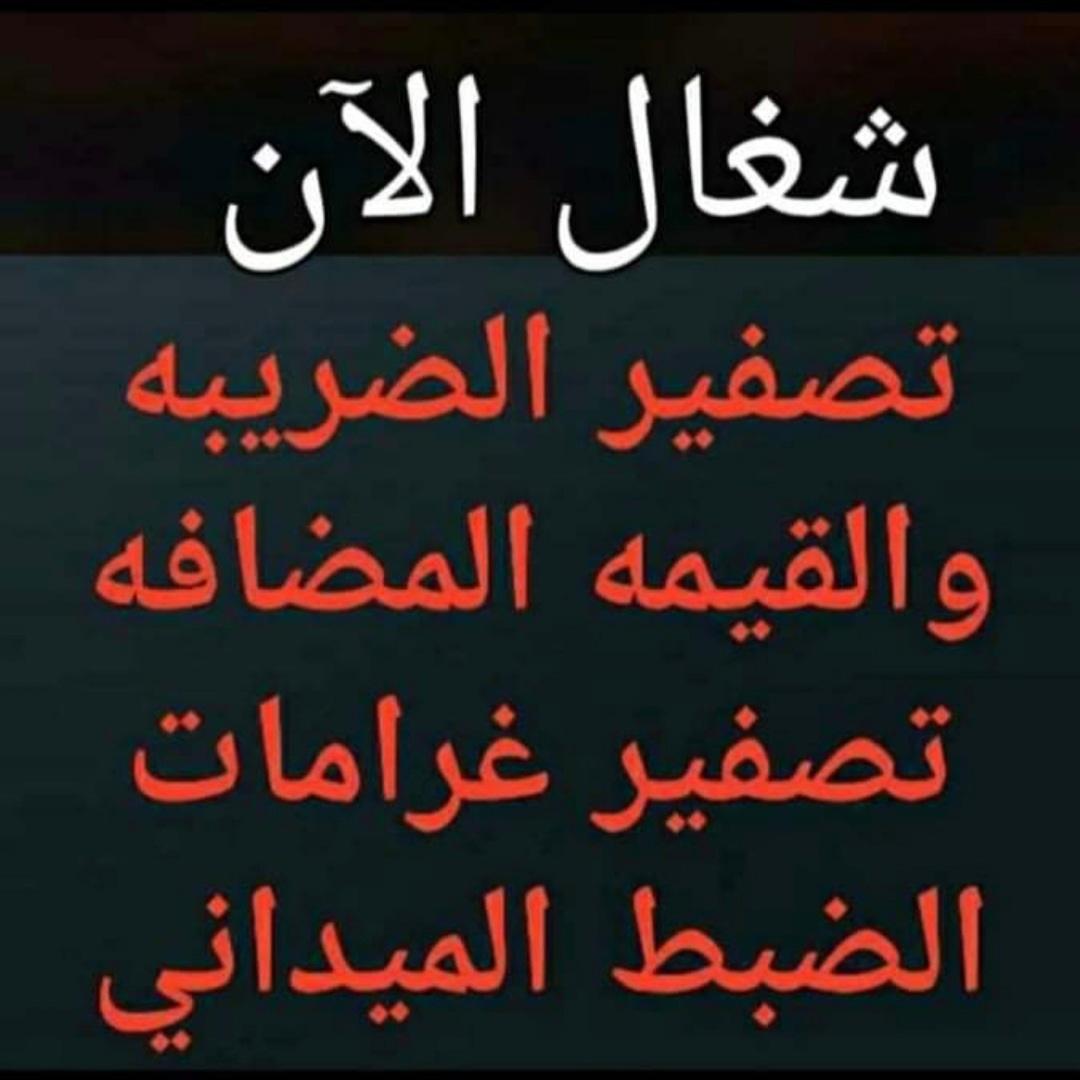 شغال الآن
تصفير الضريبه
والقيمه المضافه
تصفير غرامات
الضبط الميداني